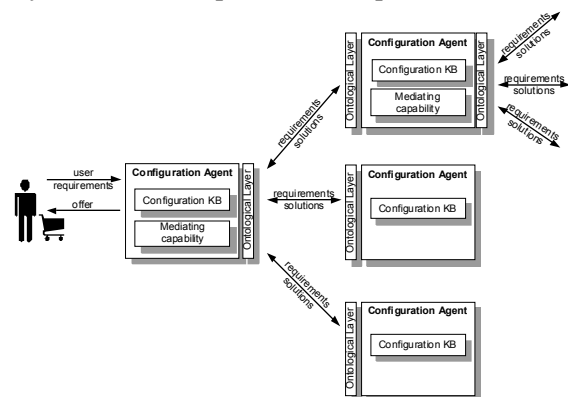 Configuration Agent
Ontological Layer
Configuration KB
Mediating
capability
Ontological Layer
requirements
solutions
requirements
solutions
requirements
solutions
requirements
solutions
user
requirements
offer
Configuration Agent
Configuration KB
Mediating
capability
Ontological Layer
requirements
solutions
Ontological Layer
Configuration Agent
Configuration KB
requirements
solutions
Ontological Layer
Configuration Agent
Configuration KB